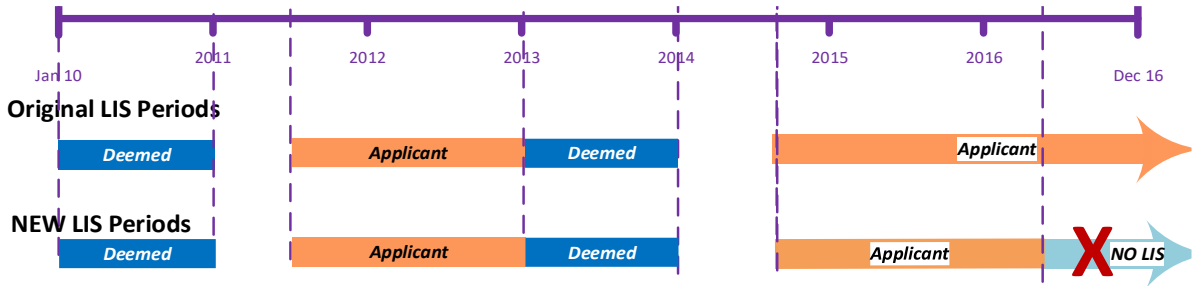 2011 2012 2013 2014 2015 2016
Jan 10 Dec 16
Original LIS Periods
Deemed Applicant Deemed Applicant
NEW LIS Periods
Deemed Applicant Deemed Applicant X NO LIS